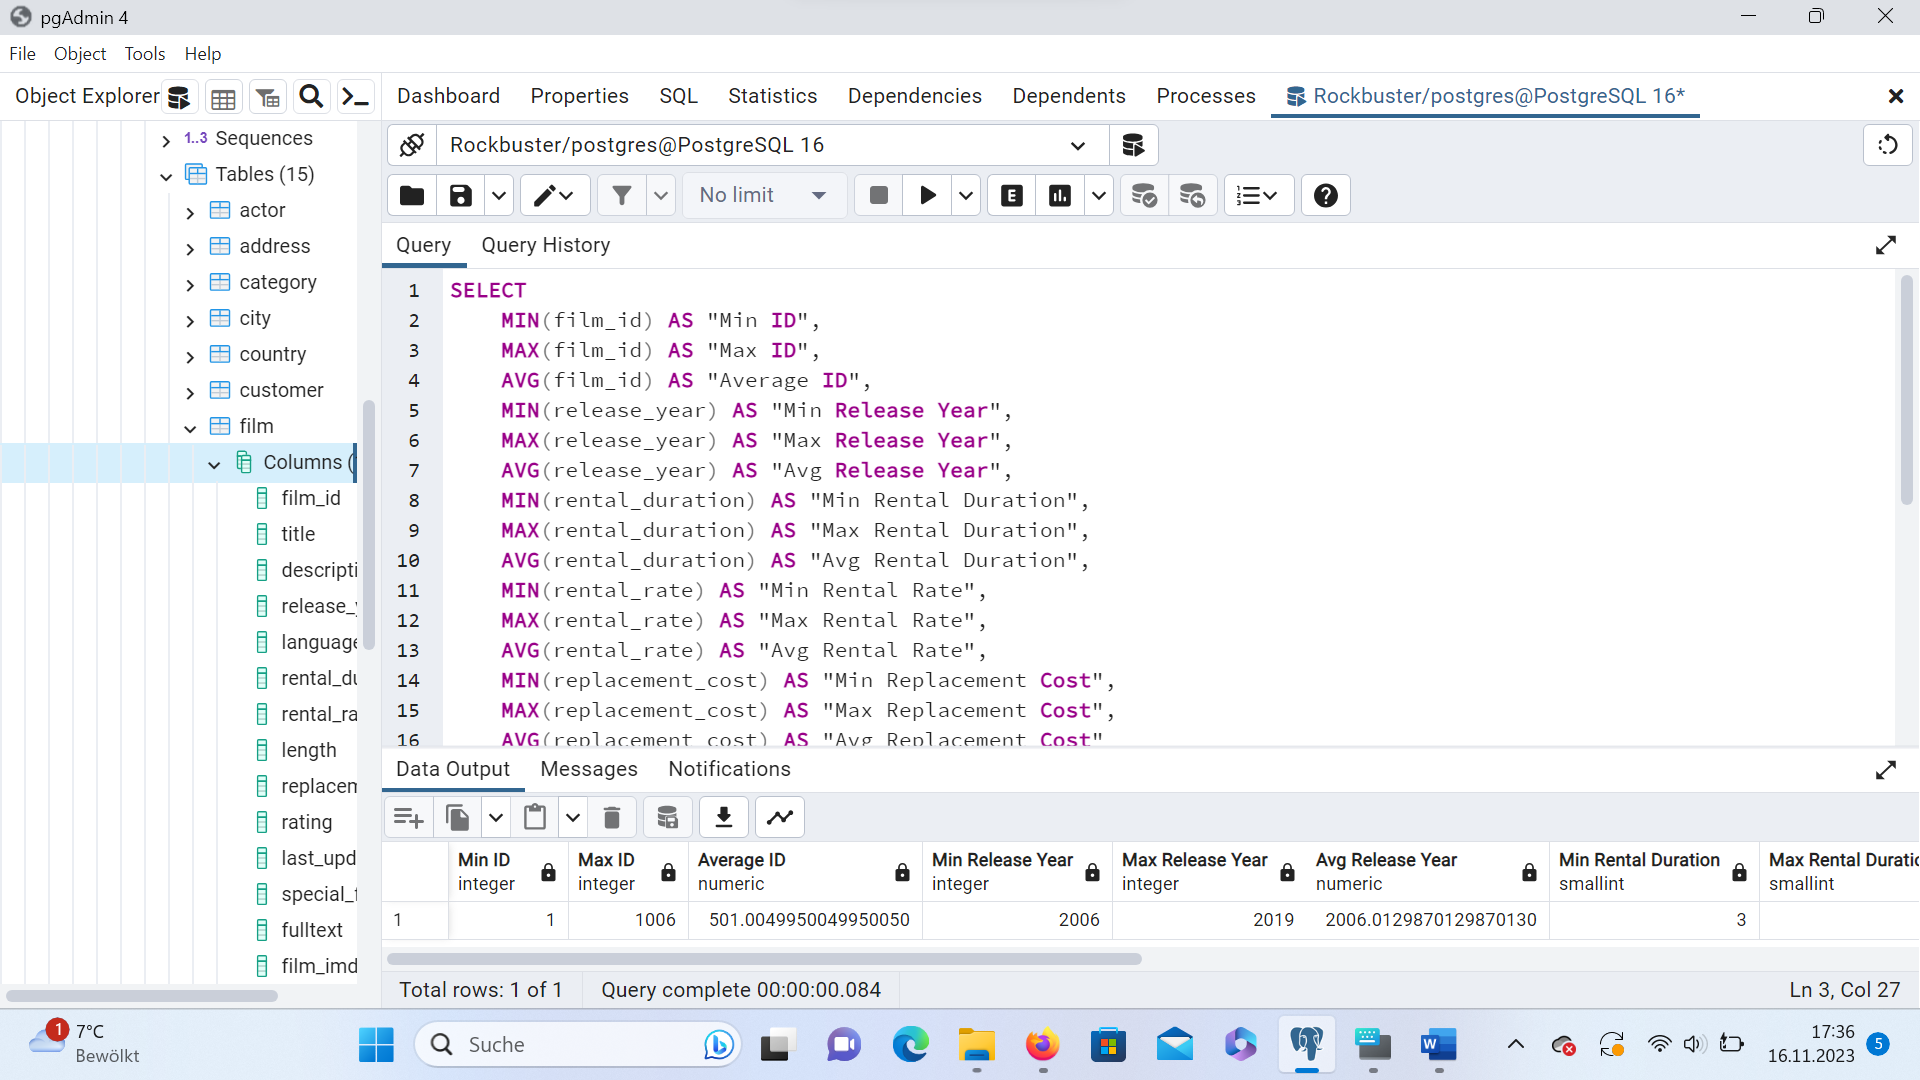 pgAdmin 4
File Object Tools Help
Object Explorer
Dashboard Properties SQL Statistics Dependencies Dependents Processes Rockbuster/postgres@PostgreSQL 16*
1..3 Sequences
Tables (15)
actor
address
category
city
country
customer
film
Columns (
film_id
title
descripti
release_y
language
rental_du
rental_ra
length
replacem
rating
last_upd
special_f
fulltext
film_imd
Rockbuster/postgres@PostgreSQL 16
No limit
E
Query Query History
1 SELECT
2 MIN(film_id) AS "Min ID",
3 MAX(film_id) AS "Max ID",
4 AVG(film_id) AS "Average ID",
5 MIN(release_year) AS "Min Release Year",
6 MAX(release_year) AS "Max Release Year",
7 AVG(release_year) AS "Avg Release Year",
8 MIN(rental_duration) AS "Min Rental Duration",
9 MAX(rental_duration) AS "Max Rental Duration",
10 AVG(rental_duration) AS "Avg Rental Duration",
11 MIN(rental_rate) AS "Min Rental Rate",
12 MAX(rental_rate) AS "Max Rental Rate",
13 AVG(rental_rate) AS "Avg Rental Rate",
14 MIN(replacement_cost) AS "Min Replacement Cost",
15 MAX(replacement_cost) AS "Max Replacement Cost",
16 AVG(replacement_cost) AS "Avg Replacement Cost"
Data Output Messages Notifications
Min ID Max ID Average ID Min Release Year Max Release Year Avg Release Year Min Rental Duration Max Rental Duratio
integer integer numeric integer integer numeric smallint smallint
1 1 1006 501.0049950049950050 2006 2019 2006.0129870129870130 3
Total rows: 1 of 1 Query complete 00:00:00.084 Ln 3, Col 27
1 7°C
Bewölkt
Suche
W
17:36
16.11.2023
5